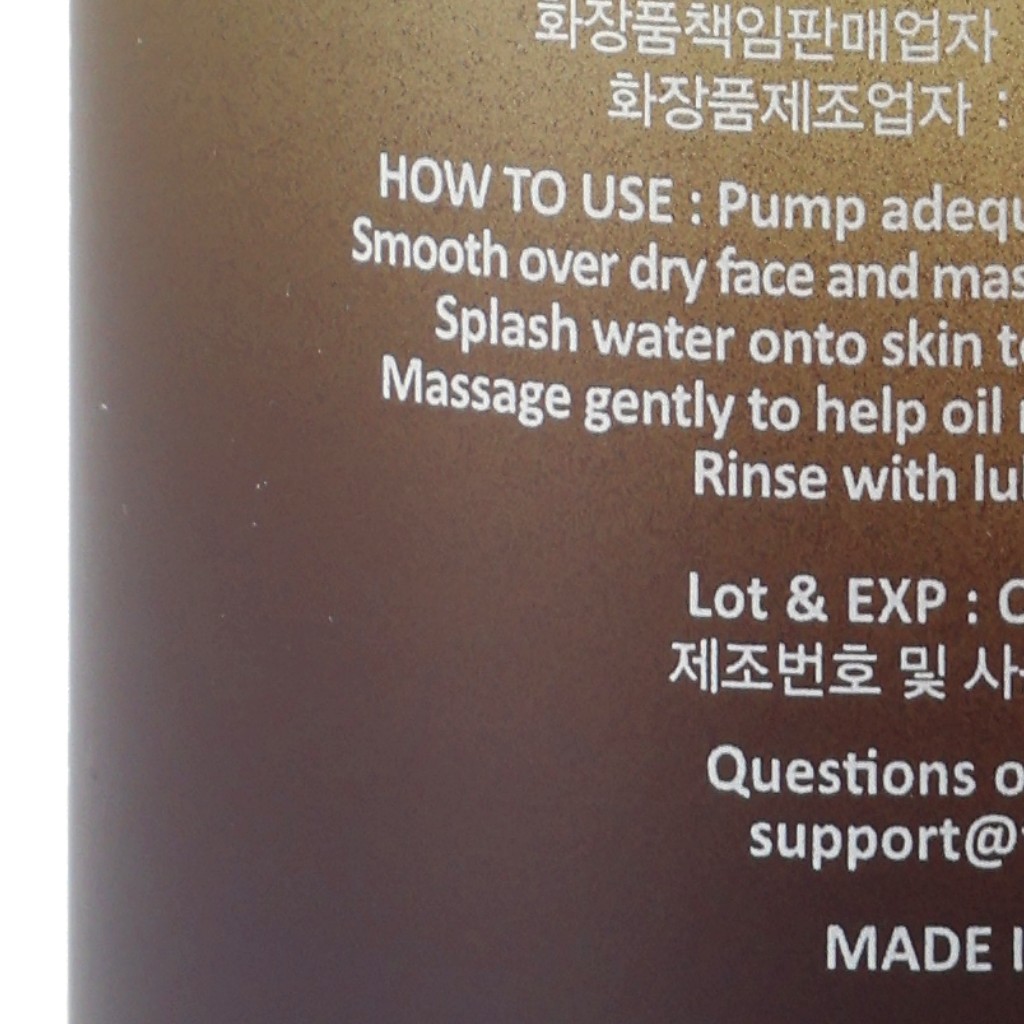 화장품책임판매업자
화장품제조업자 :
HOW TO USE : Pump
Smooth over dry face and
Splash water onto skin
Massage gently to help oil
Rinse with
Lot & EXP :
제조번호 및
Questions
support@
MADE